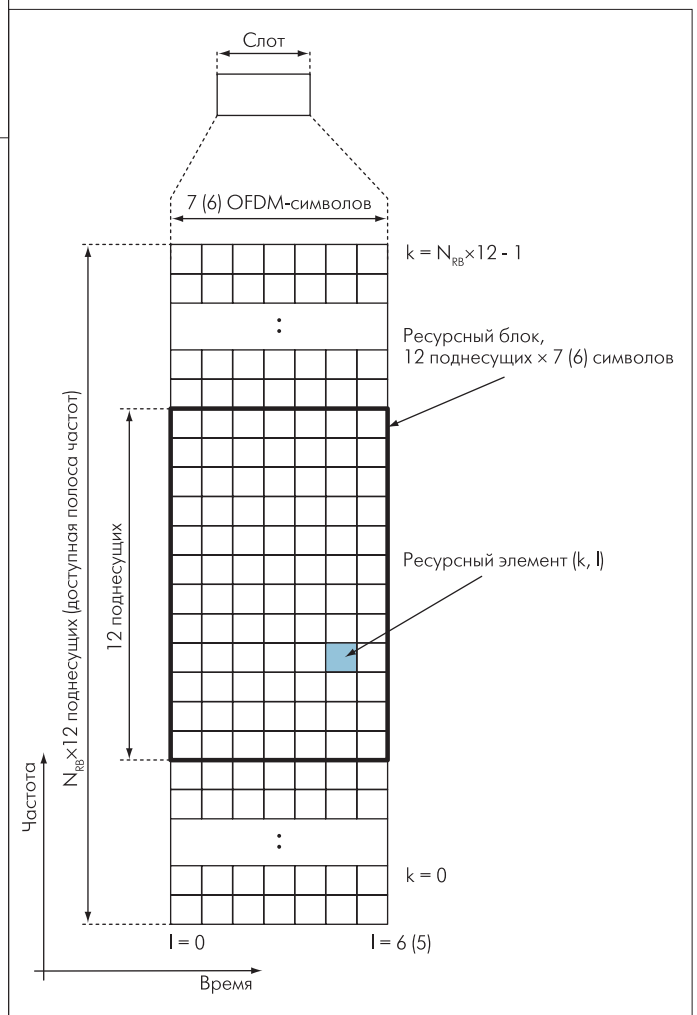 Слот
7 (6) OFDM-символов
k = N_RB×12 - 1
Ресурсный блок,
12 поднесущих × 7 (6) символов
N_RB×12 поднесущих (доступная полоса частот)
12 поднесущих
Ресурсный элемент (k, l)
Частота
k = 0
l = 0
l = 6 (5)
Время